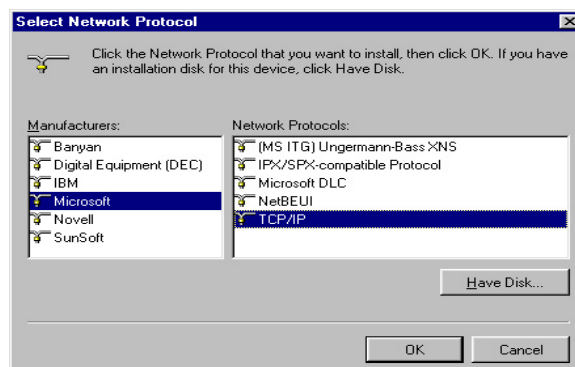 Select Network Protocol
Click the Network Protocol that you want to install, then click OK. If you have
an installation disk for this device, click Have Disk.
Manufacturers:
Banyan
Digital Equipment (DEC)
IBM
Microsoft
Novell
SunSoft
Network Protocols:
(MS ITG) Ungermann-Bass XNS
IPX/SPX-compatible Protocol
Microsoft DLC
NetBEUI
TCP/IP
Have Disk...
OK
Cancel